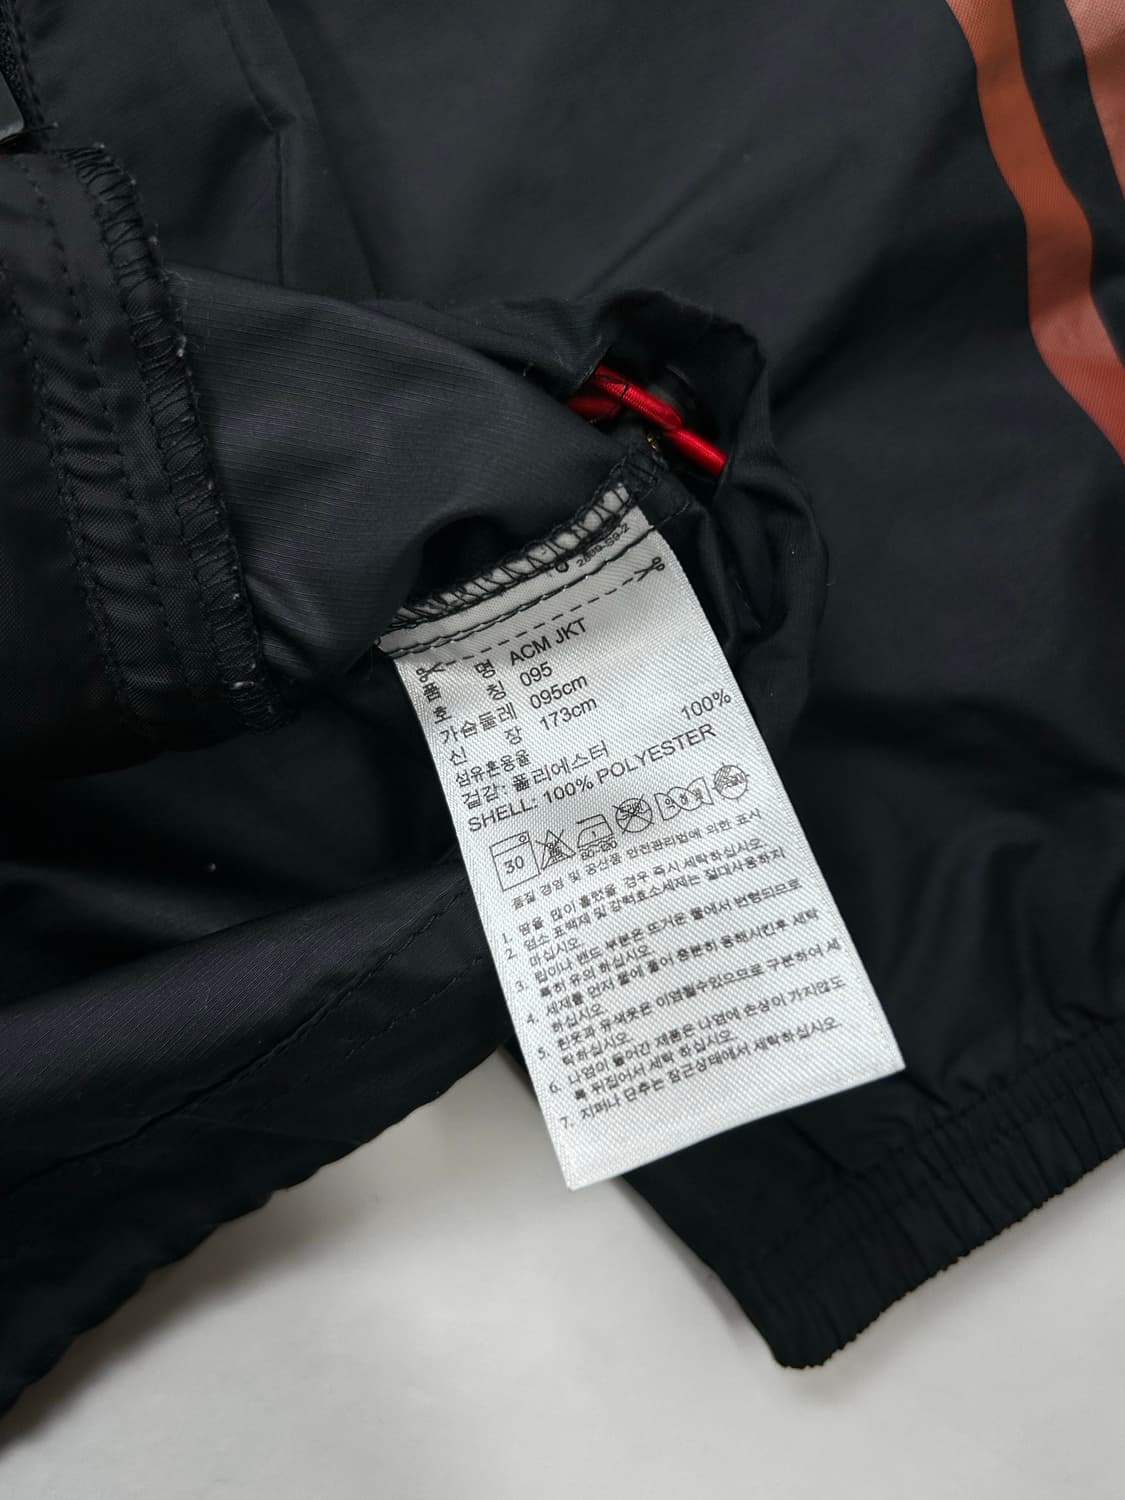 품 명 ACM JKT
호 칭 095
가슴둘레 095cm
신 장 173cm
섬유혼용율
겉감: 폴리에스터 100%
SHELL: 100% POLYESTER
30
80~120
품질 경영 및 공산품 안전관리법에 의한 표시
1. 땀을 많이 흘렸을 경우 즉시 세탁하십시오.
2. 염소 표백제 및 강력효소세제는 절대사용하지
마십시오.
3. 립이나 밴드 부분은 뜨거운 물에서 변형되므로
특히 유의 하십시오.
4. 세제를 먼저 물에 풀어 충분히 용해시킨후 세탁
하십시오.
5. 흰옷과 유색옷은 이염될수있으므로 구분하여 세
탁하십시오.
6. 나염이 들어간 제품은 나염에 손상이 가지않도
록 뒤집어서 세탁 하십시오.
7. 지퍼나 단추는 잠근상태에서 세탁하십시오.